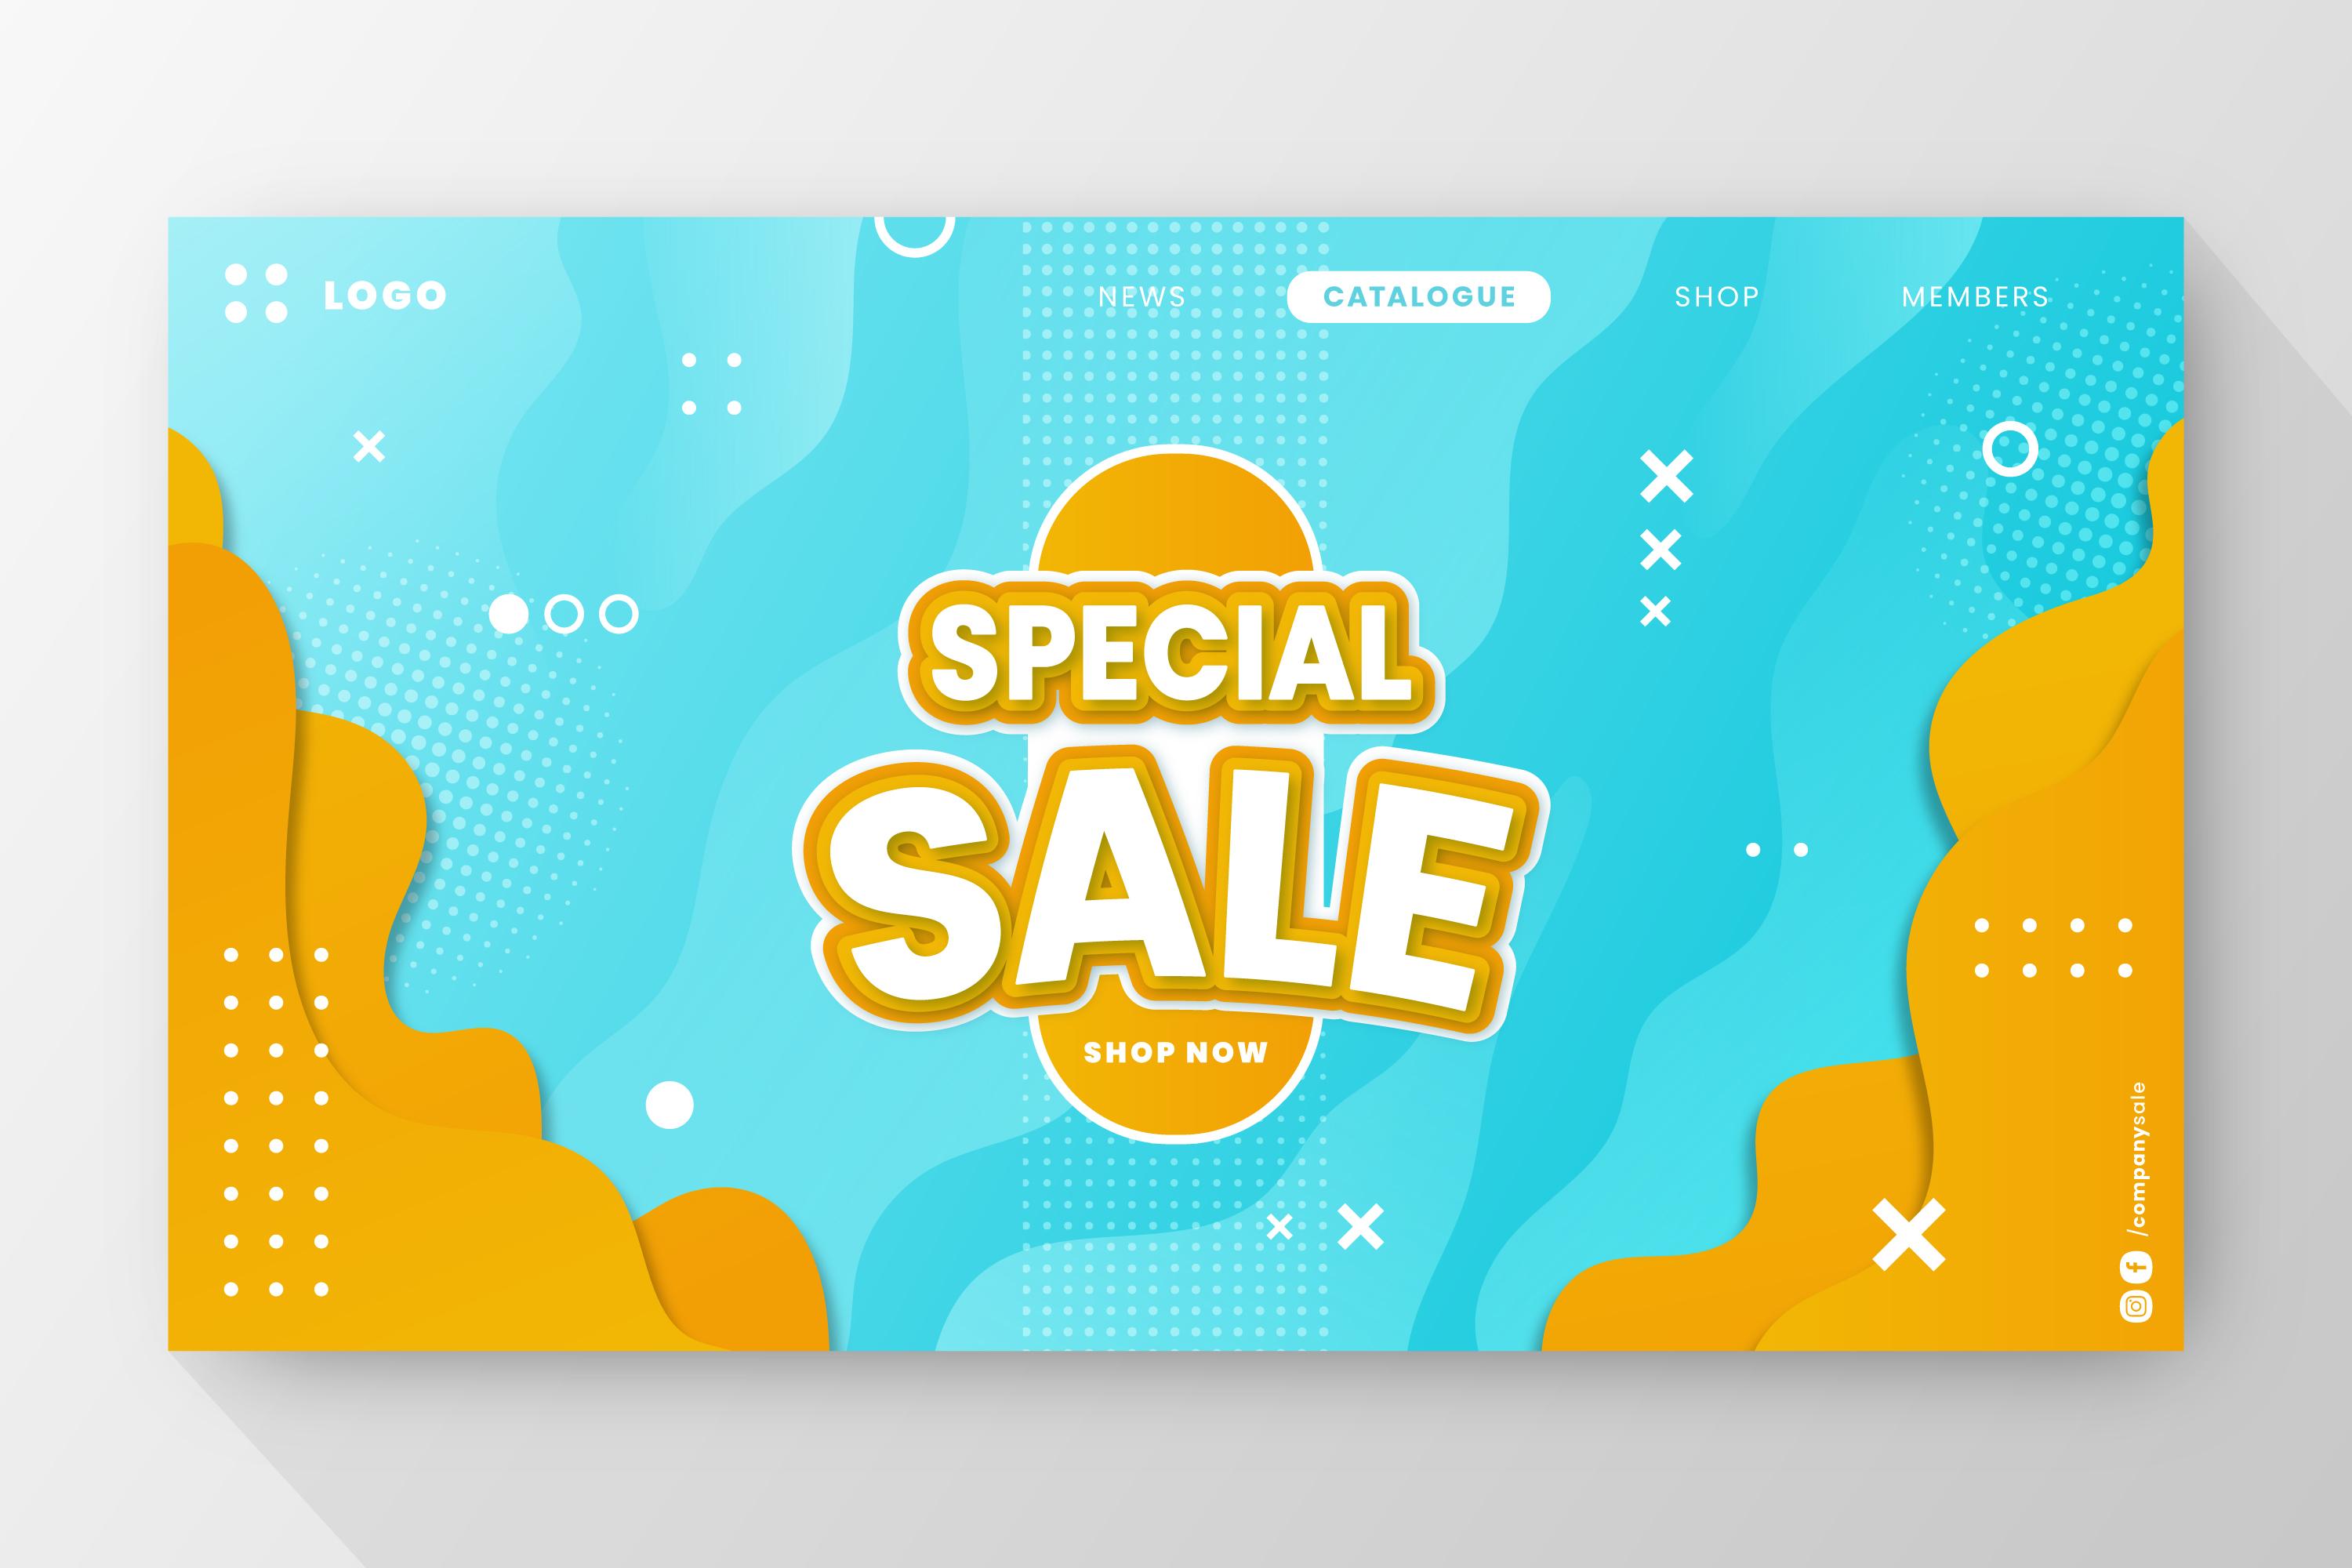 LOGO
NEWS CATALOGUE SHOP MEMBERS
SPECIAL
SALE
SHOP NOW
/companysale